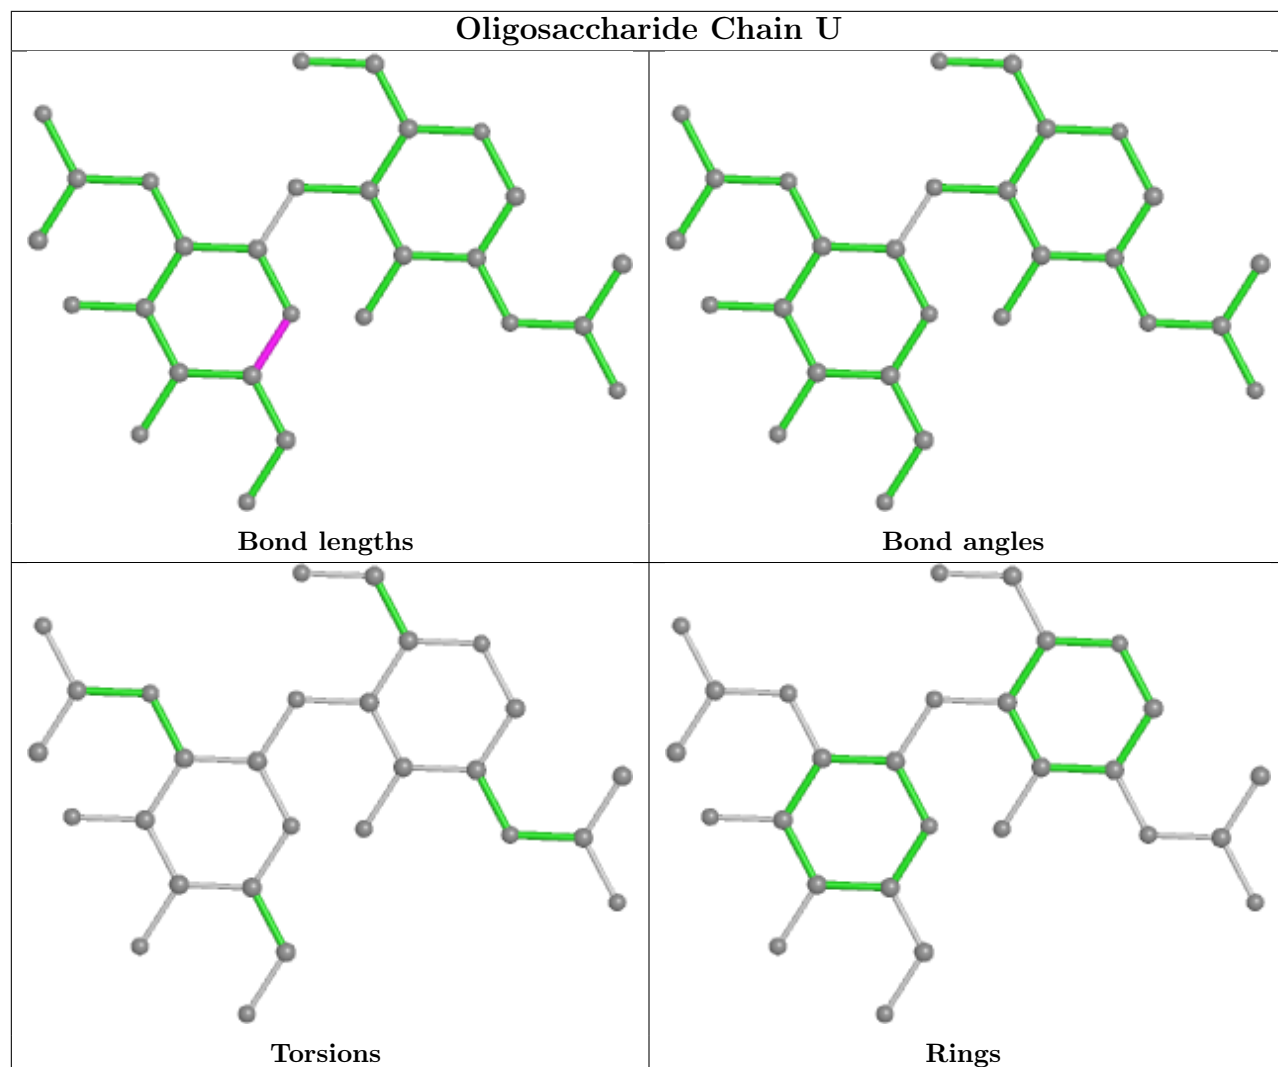 Oligosaccharide Chain U
Bond lengths
Bond angles
Torsions
Rings